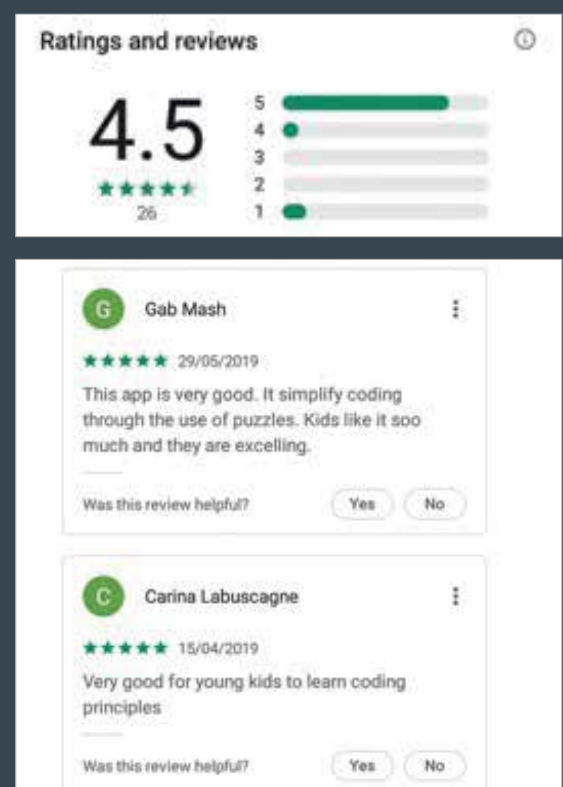 Ratings and reviews
4.5
26
5
4
3
2
1
G
Gab Mash
29/05/2019
This app is very good. It simplify coding
through the use of puzzles. Kids like it soo
much and they are excelling.
Was this review helpful?
Yes
No
C
Carina Labuscagne
15/04/2019
Very good for young kids to learn coding
principles
Was this review helpful?
Yes
No